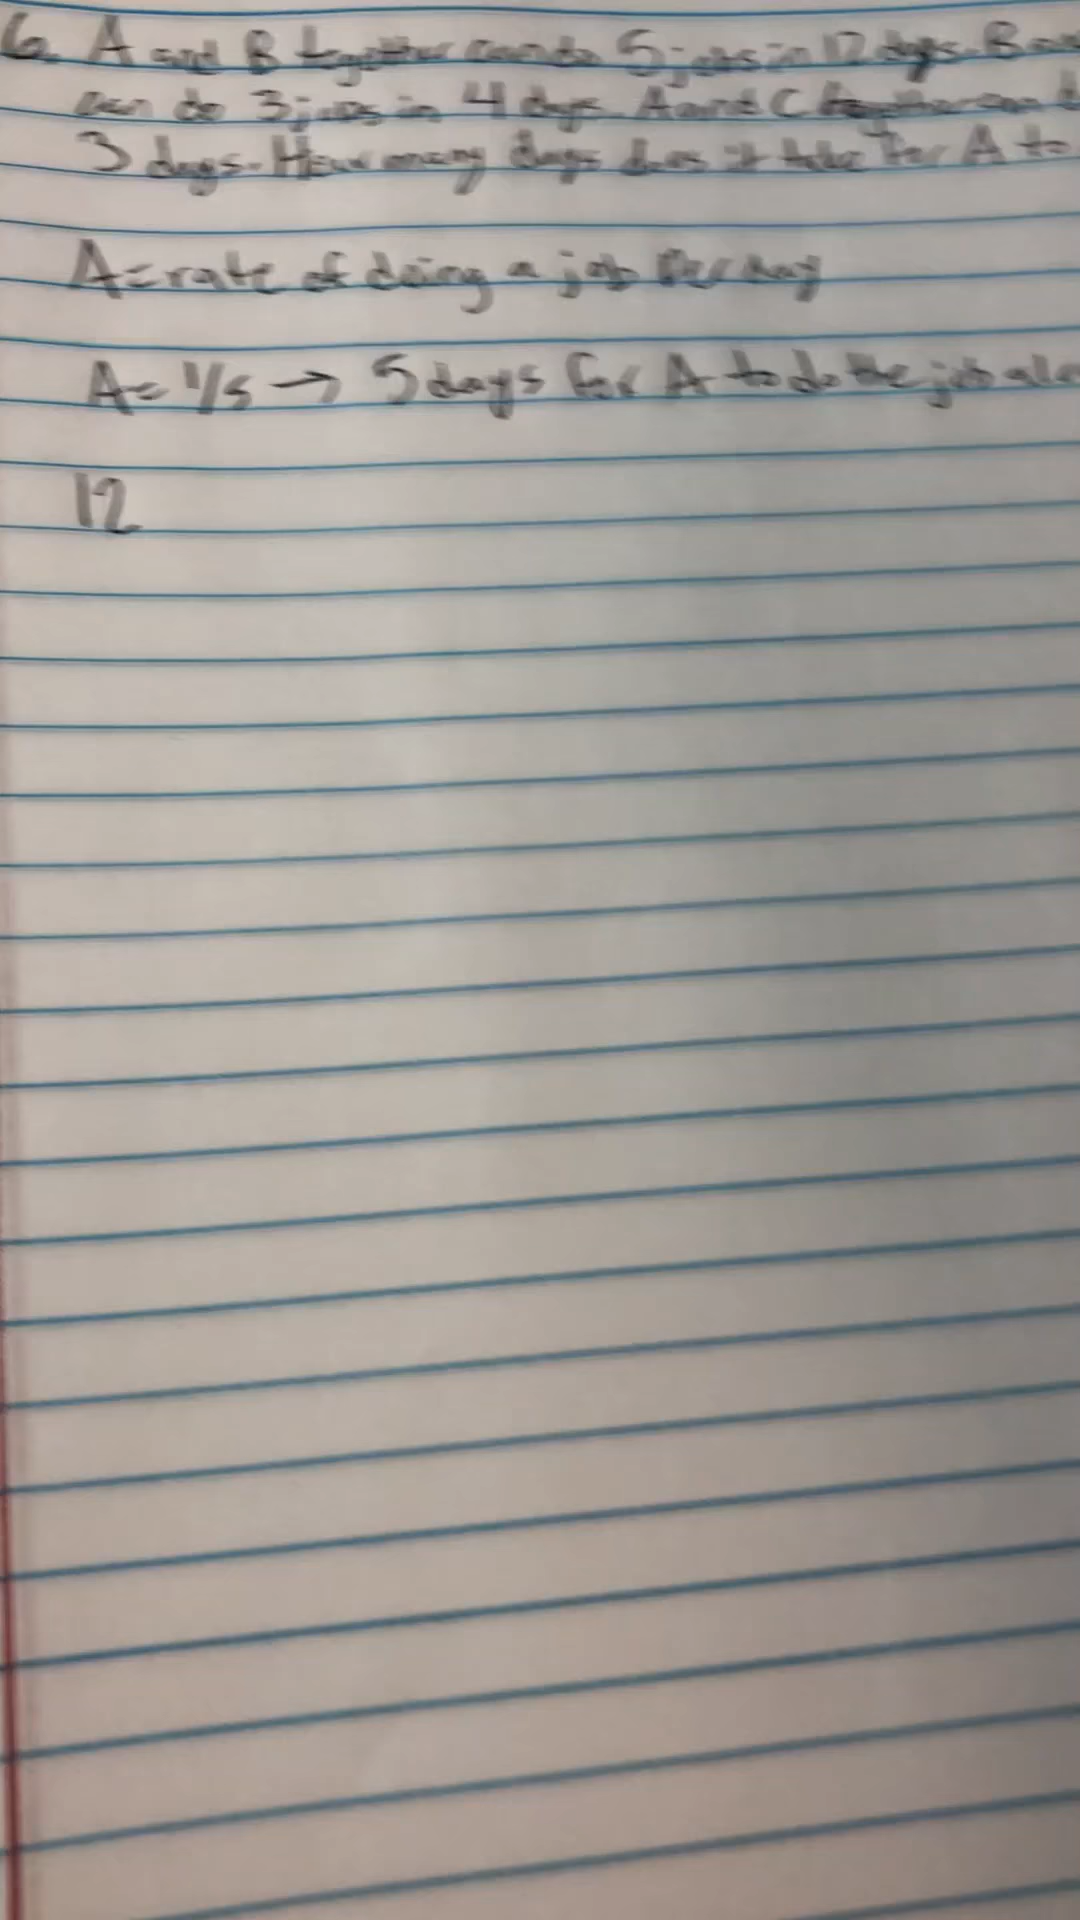 6. A and B together can do 5 jobs in 12 days. B
can do 3 jobs in 4 days. A and C together can
3 days. How many days does it take for A to
A = rate of doing a job per day
A = 1/5 → 5 days for A to do the job
12